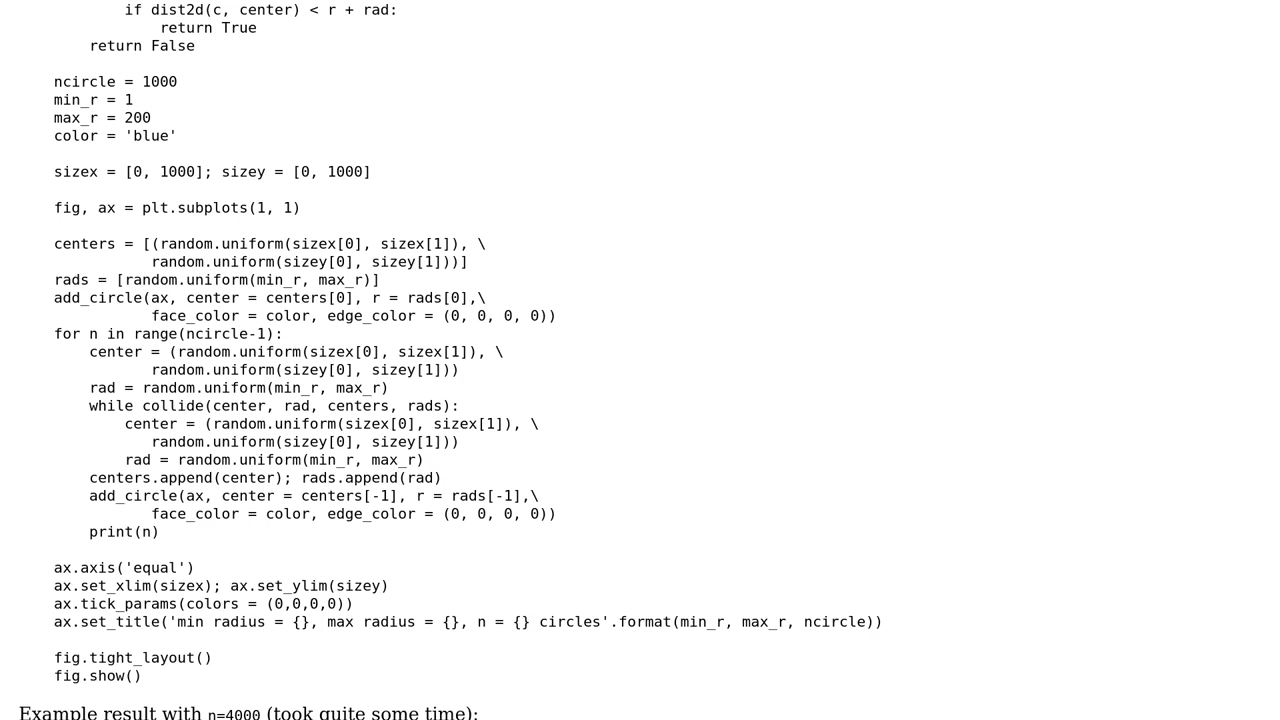 if dist2d(c, center) < r + rad:
            return True
    return False

ncircle = 1000
min_r = 1
max_r = 200
color = 'blue'

sizex = [0, 1000]; sizey = [0, 1000]

fig, ax = plt.subplots(1, 1)

centers = [(random.uniform(sizex[0], sizex[1]), \
           random.uniform(sizey[0], sizey[1]))]
rads = [random.uniform(min_r, max_r)]
add_circle(ax, center = centers[0], r = rads[0],\
           face_color = color, edge_color = (0, 0, 0, 0))
for n in range(ncircle-1):
    center = (random.uniform(sizex[0], sizex[1]), \
           random.uniform(sizey[0], sizey[1]))
    rad = random.uniform(min_r, max_r)
    while collide(center, rad, centers, rads):
        center = (random.uniform(sizex[0], sizex[1]), \
           random.uniform(sizey[0], sizey[1]))
        rad = random.uniform(min_r, max_r)
    centers.append(center); rads.append(rad)
    add_circle(ax, center = centers[-1], r = rads[-1],\
           face_color = color, edge_color = (0, 0, 0, 0))
    print(n)

ax.axis('equal')
ax.set_xlim(sizex); ax.set_ylim(sizey)
ax.tick_params(colors = (0,0,0,0))
ax.set_title('min radius = {}, max radius = {}, n = {} circles'.format(min_r, max_r, ncircle))

fig.tight_layout()
fig.show()

Example result with n=4000 (took quite some time):